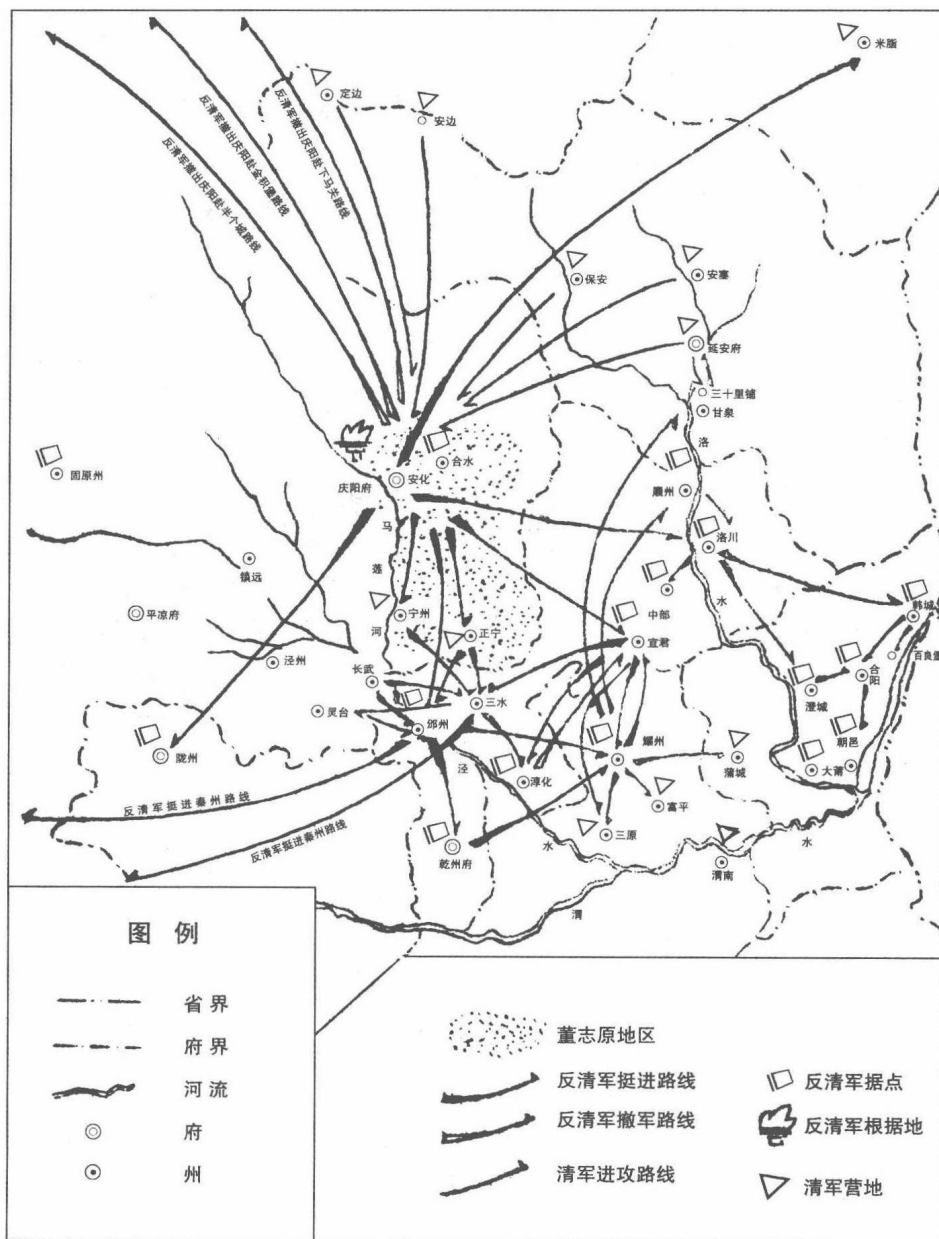 米脂
定边
安边
反清军撤出庆阳赴下马关路线
反清军撤出庆阳赴金积堡路线
反清军撤出庆阳赴半个城路线
保安
安塞
延安府
三十里铺
甘泉
洛
固原州
合水
庆阳府
安化
鄜州
马
洛川
镇远
莲
中部
水
韩城
平凉府
宁州
河
正宁
宜君
百良堡
泾州
长武
合阳
灵台
三水
澄城
邠州
朝邑
陇州
泾
耀州
蒲城
大荔
淳化
反清军挺进秦州路线
富平
反清军挺进秦州路线
三原
乾州府
水
渭南
水
渭
图 例
省界
府界
河流
府
州
董志原地区
反清军挺进路线
反清军撤军路线
清军进攻路线
反清军据点
反清军根据地
清军营地